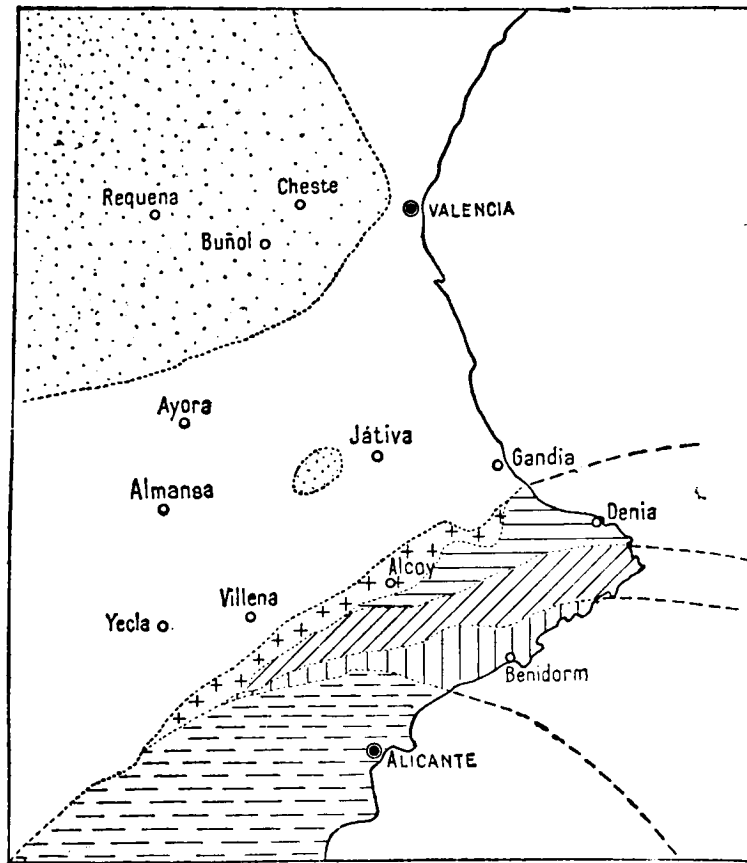 Cheste
Requena
VALENCIA
Buñol
Ayora
Játiva
Gandia
Almansa
Denia
Alcoy
Villena
Yecla
Benidorm
ALICANTE